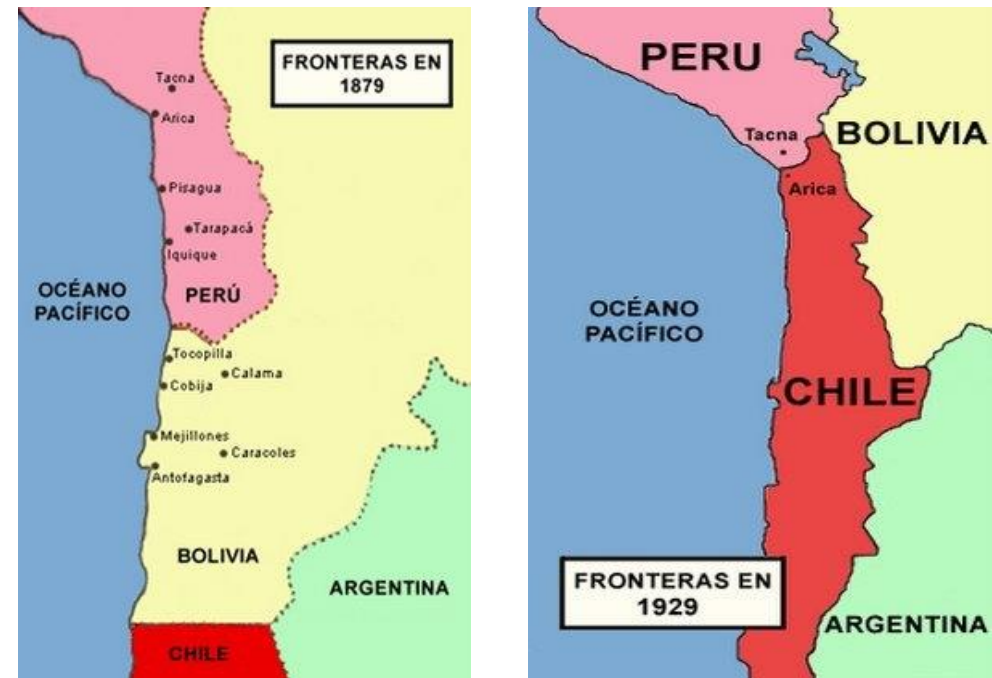 FRONTERAS EN
1879
Tacna
Arica
Pisagua
Tarapacá
Iquique
OCÉANO
PACÍFICO
PERÚ
Tocopilla
Calama
Cobija
Mejillones
Caracoles
Antofagasta
BOLIVIA
ARGENTINA
CHILE
PERU
BOLIVIA
Tacna
Arica
OCÉANO
PACÍFICO
CHILE
FRONTERAS EN
1929
ARGENTINA